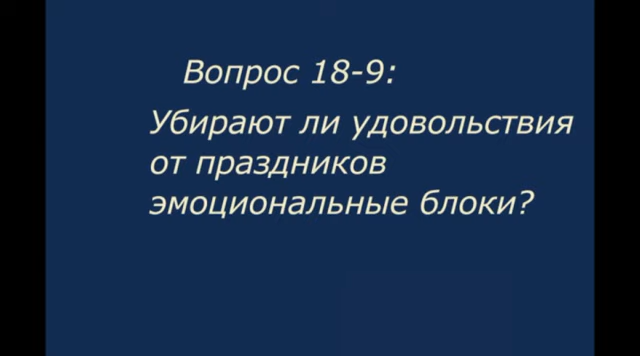 Вопрос 18-9:
Убирают ли удовольствия
от праздников
эмоциональные блоки?